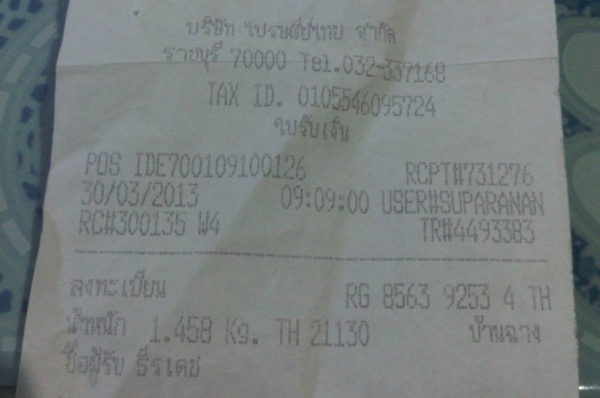 บริษัท ไปรษณีย์ไทย จำกัด
ราชบุรี 70000 Tel.032-337168
TAX ID. 0105546095724
ใบรับเงิน
POS IDE700109100126 RCPT#731276
30/03/2013 09:09:00 USER#SUPARANAN
RC#300135 W4 TR#4493383
ลงทะเบียน RG 8563 9253 4 TH
น้ำหนัก 1.458 Kg. TH 21130 บ้านฉาง
ชื่อผู้รับ ธีรเดช